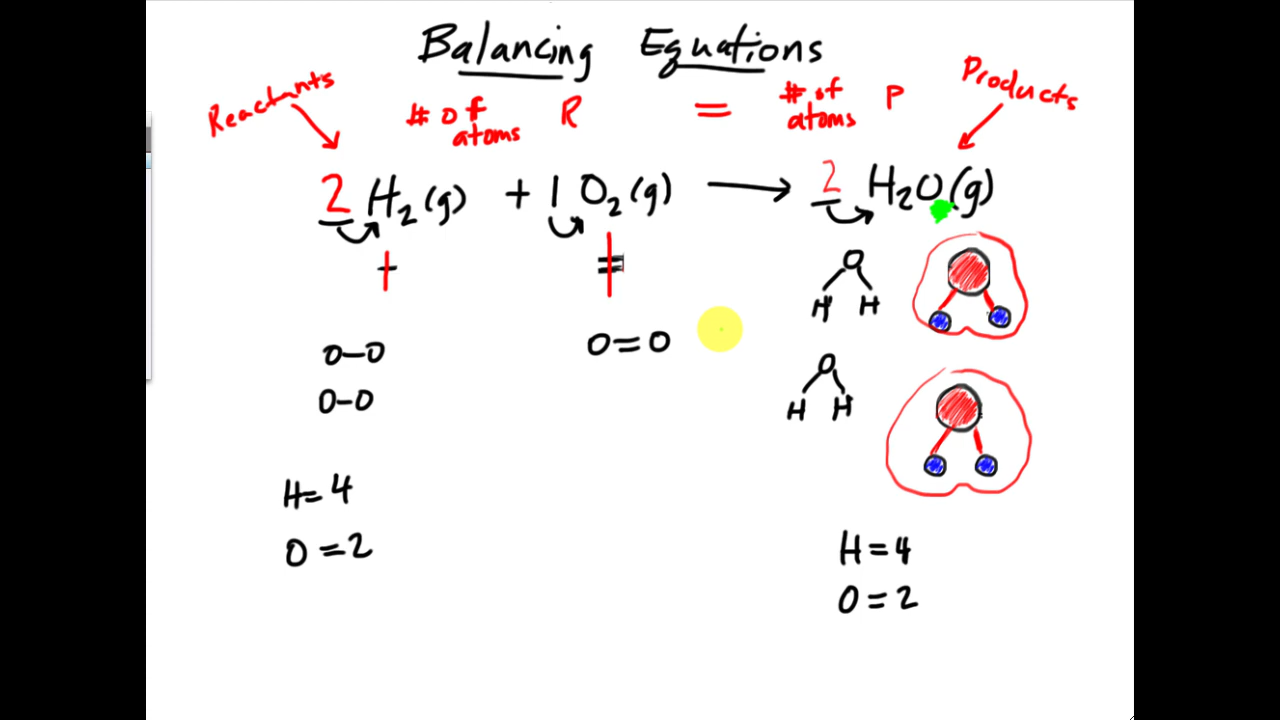 Balancing Equations
Reactants # of atoms R = # of atoms P Products
2 H₂(g) + 1 O₂(g) → 2 H₂O(g)
O
H H
O=O
O-O
O-O
O
H H
H=4
O=2
H=4
O=2